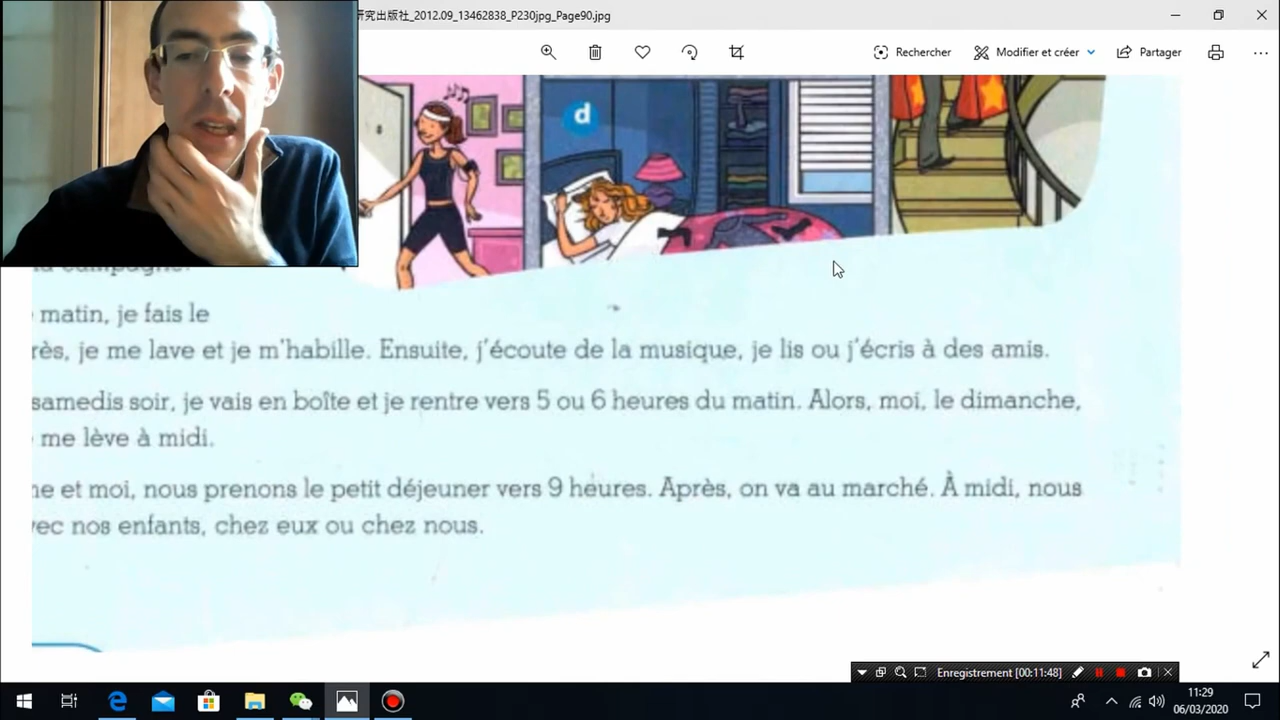 研究出版社_2012.09_13462838_P230jpg_Page90.jpg
Rechercher
Modifier et créer
Partager
d
matin, je fais le
rès, je me lave et je m'habille. Ensuite, j'écoute de la musique, je lis ou j'écris à des amis.
samedis soir, je vais en boîte et je rentre vers 5 ou 6 heures du matin. Alors, moi, le dimanche,
me lève à midi.
et moi, nous prenons le petit déjeuner vers 9 heures. Après, on va au marché. À midi, nous
vec nos enfants, chez eux ou chez nous.
Enregistrement [00:11:48]
11:29
06/03/2020